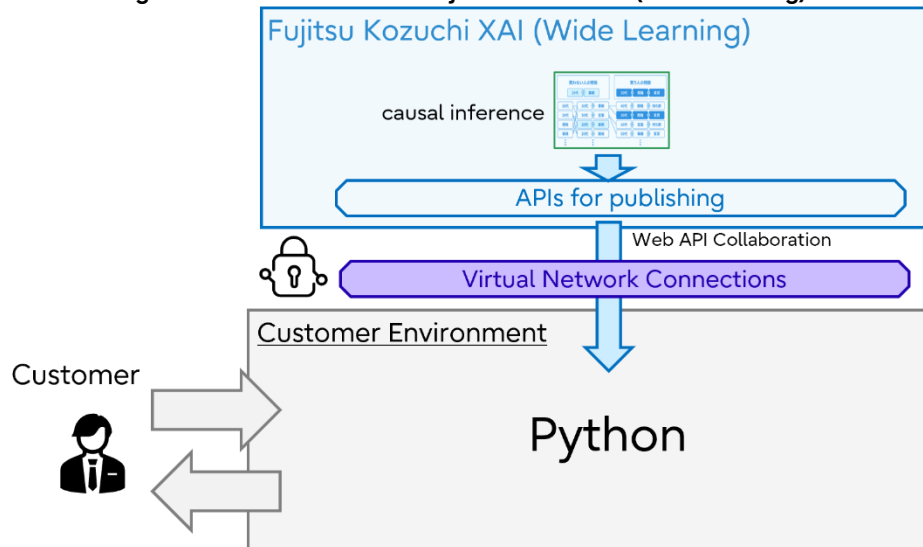 Fujitsu Kozuchi XAI (Wide Learning)
causal inference
APIs for publishing
Web API Collaboration
Virtual Network Connections
Customer Environment
Customer
Python